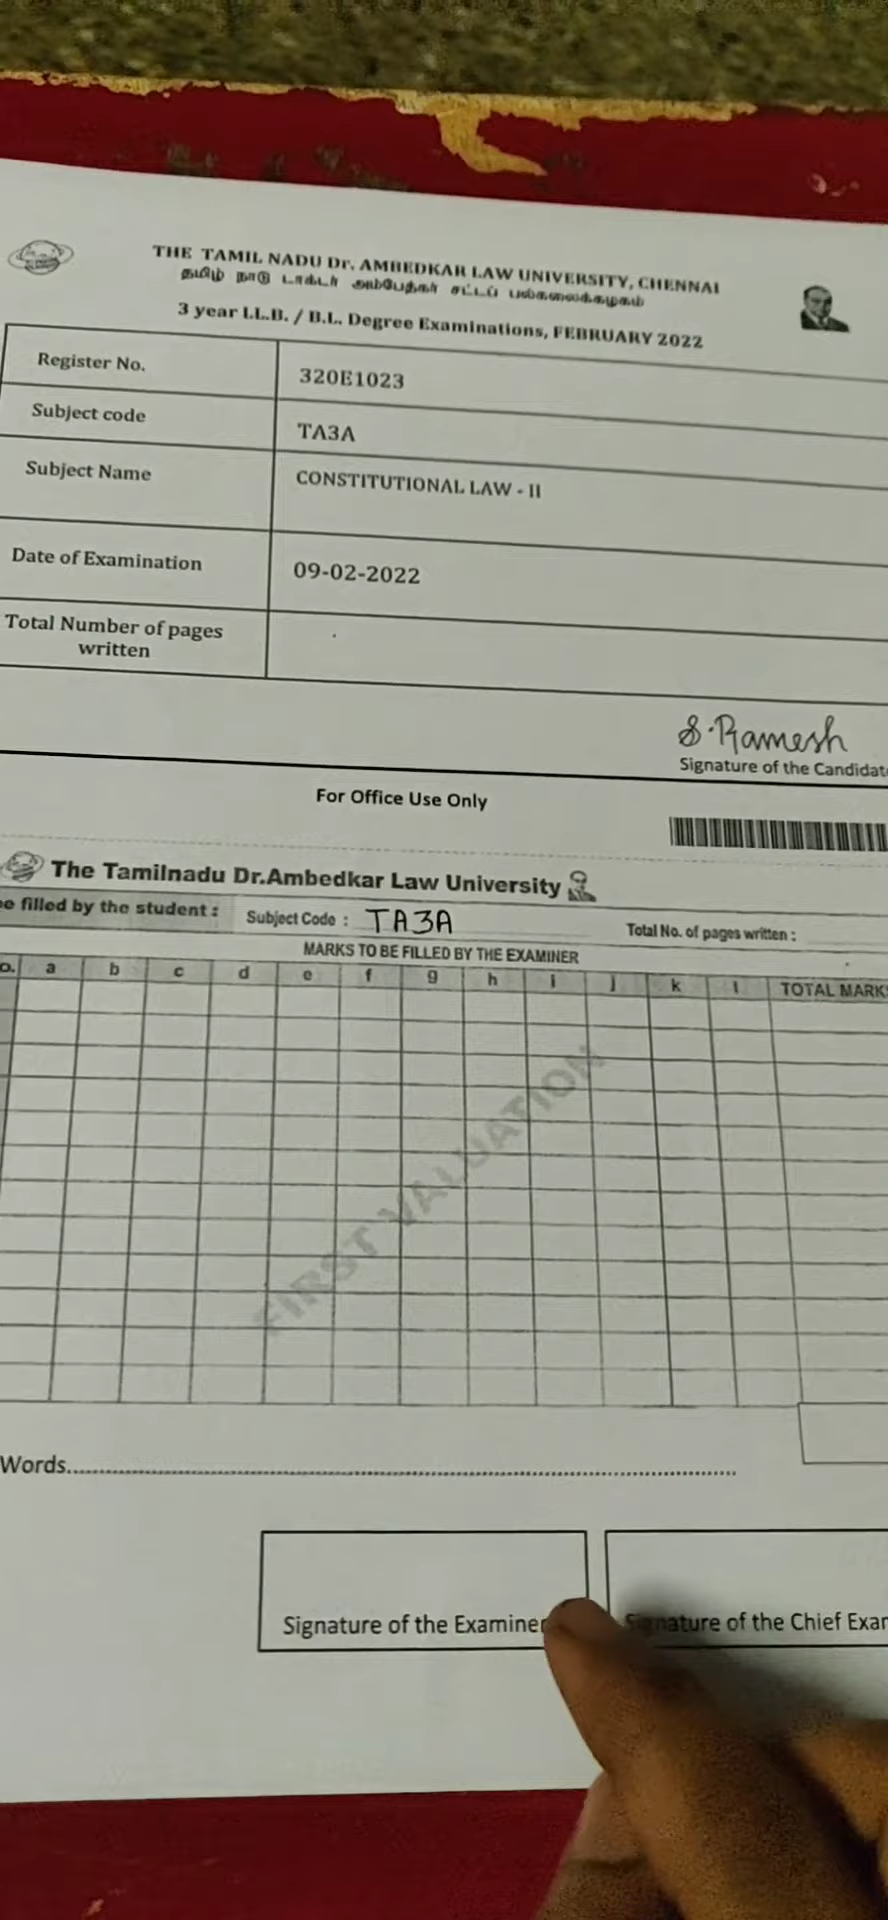 THE TAMIL NADU Dr. AMBEDKAR LAW UNIVERSITY, CHENNAI
தமிழ் நாடு டாக்டர் அம்பேத்கர் சட்டப் பல்கலைக்கழகம்
3 year LL.B. / B.L. Degree Examinations, FEBRUARY 2022
Register No. 320E1023
Subject code TA3A
Subject Name CONSTITUTIONAL LAW - II
Date of Examination 09-02-2022
Total Number of pages
written
S. Ramesh
Signature of the Candidat
For Office Use Only
The Tamilnadu Dr.Ambedkar Law University
e filled by the student : Subject Code : TA3A Total No. of pages written :
MARKS TO BE FILLED BY THE EXAMINER
o. a b c d e f g h i j k l TOTAL MARK
FIRST VALUATION
Words
Signature of the Examiner Signature of the Chief Exa